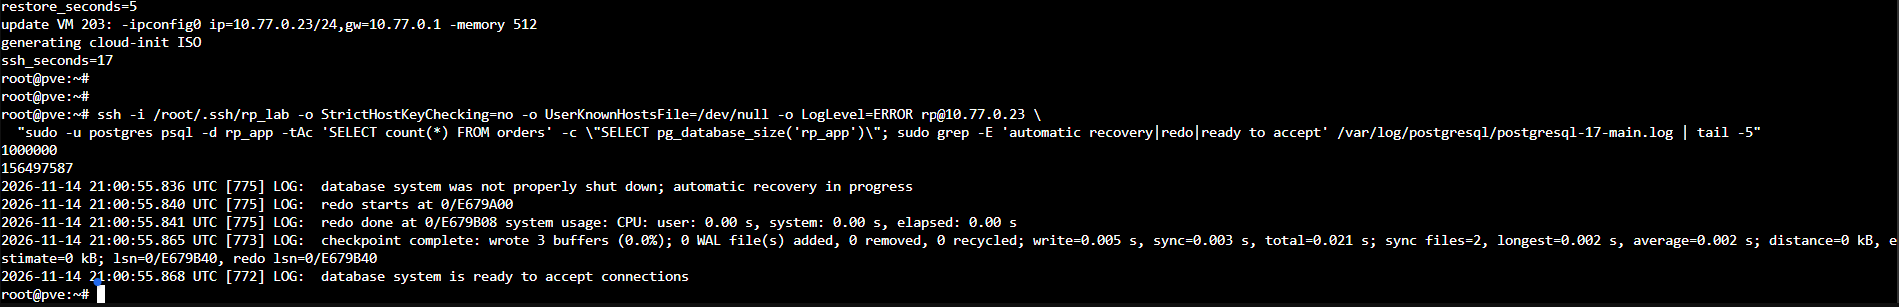 restore_seconds=5
update VM 203: -ipconfig0 ip=10.77.0.23/24,gw=10.77.0.1 -memory 512
generating cloud-init ISO
ssh_seconds=17
root@pve:~#
root@pve:~#
root@pve:~# ssh -i /root/.ssh/rp_lab -o StrictHostKeyChecking=no -o UserKnownHostsFile=/dev/null -o LogLevel=ERROR rp@10.77.0.23 \
  "sudo -u postgres psql -d rp_app -tAc 'SELECT count(*) FROM orders' -c \"SELECT pg_database_size('rp_app')\"; sudo grep -E 'automatic recovery|redo|ready to accept' /var/log/postgresql/postgresql-17-main.log | tail -5"
1000000
156497587
2026-11-14 21:00:55.836 UTC [775] LOG:  database system was not properly shut down; automatic recovery in progress
2026-11-14 21:00:55.840 UTC [775] LOG:  redo starts at 0/E679A00
2026-11-14 21:00:55.841 UTC [775] LOG:  redo done at 0/E679B08 system usage: CPU: user: 0.00 s, system: 0.00 s, elapsed: 0.00 s
2026-11-14 21:00:55.865 UTC [773] LOG:  checkpoint complete: wrote 3 buffers (0.0%); 0 WAL file(s) added, 0 removed, 0 recycled; write=0.005 s, sync=0.003 s, total=0.021 s; sync files=2, longest=0.002 s, average=0.002 s; distance=0 kB, e
stimate=0 kB; lsn=0/E679B40, redo lsn=0/E679B40
2026-11-14 21:00:55.868 UTC [772] LOG:  database system is ready to accept connections
root@pve:~#